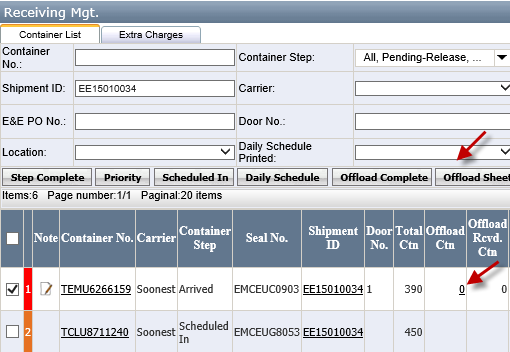 Receiving Mgt.
Container List Extra Charges
Container No.: Container Step: All, Pending-Release, ...
Shipment ID: EE15010034 Carrier:
E&E PO No.: Door No.:
Location: Daily Schedule Printed:
Step Complete Priority Scheduled In Daily Schedule Offload Complete Offload Sheet
Items:6 Page number:1/1 Paginal:20 items
Note Container No. Carrier Container Step Seal No. Shipment ID Door No. Total Ctn Offload Ctn Offload Rcvd. Ctn
1 TEMU6266159 Soonest Arrived EMCEUC0903 EE15010034 1 390 0 0
2 TCLU8711240 Soonest Scheduled In EMCEUG8053 EE15010034 450